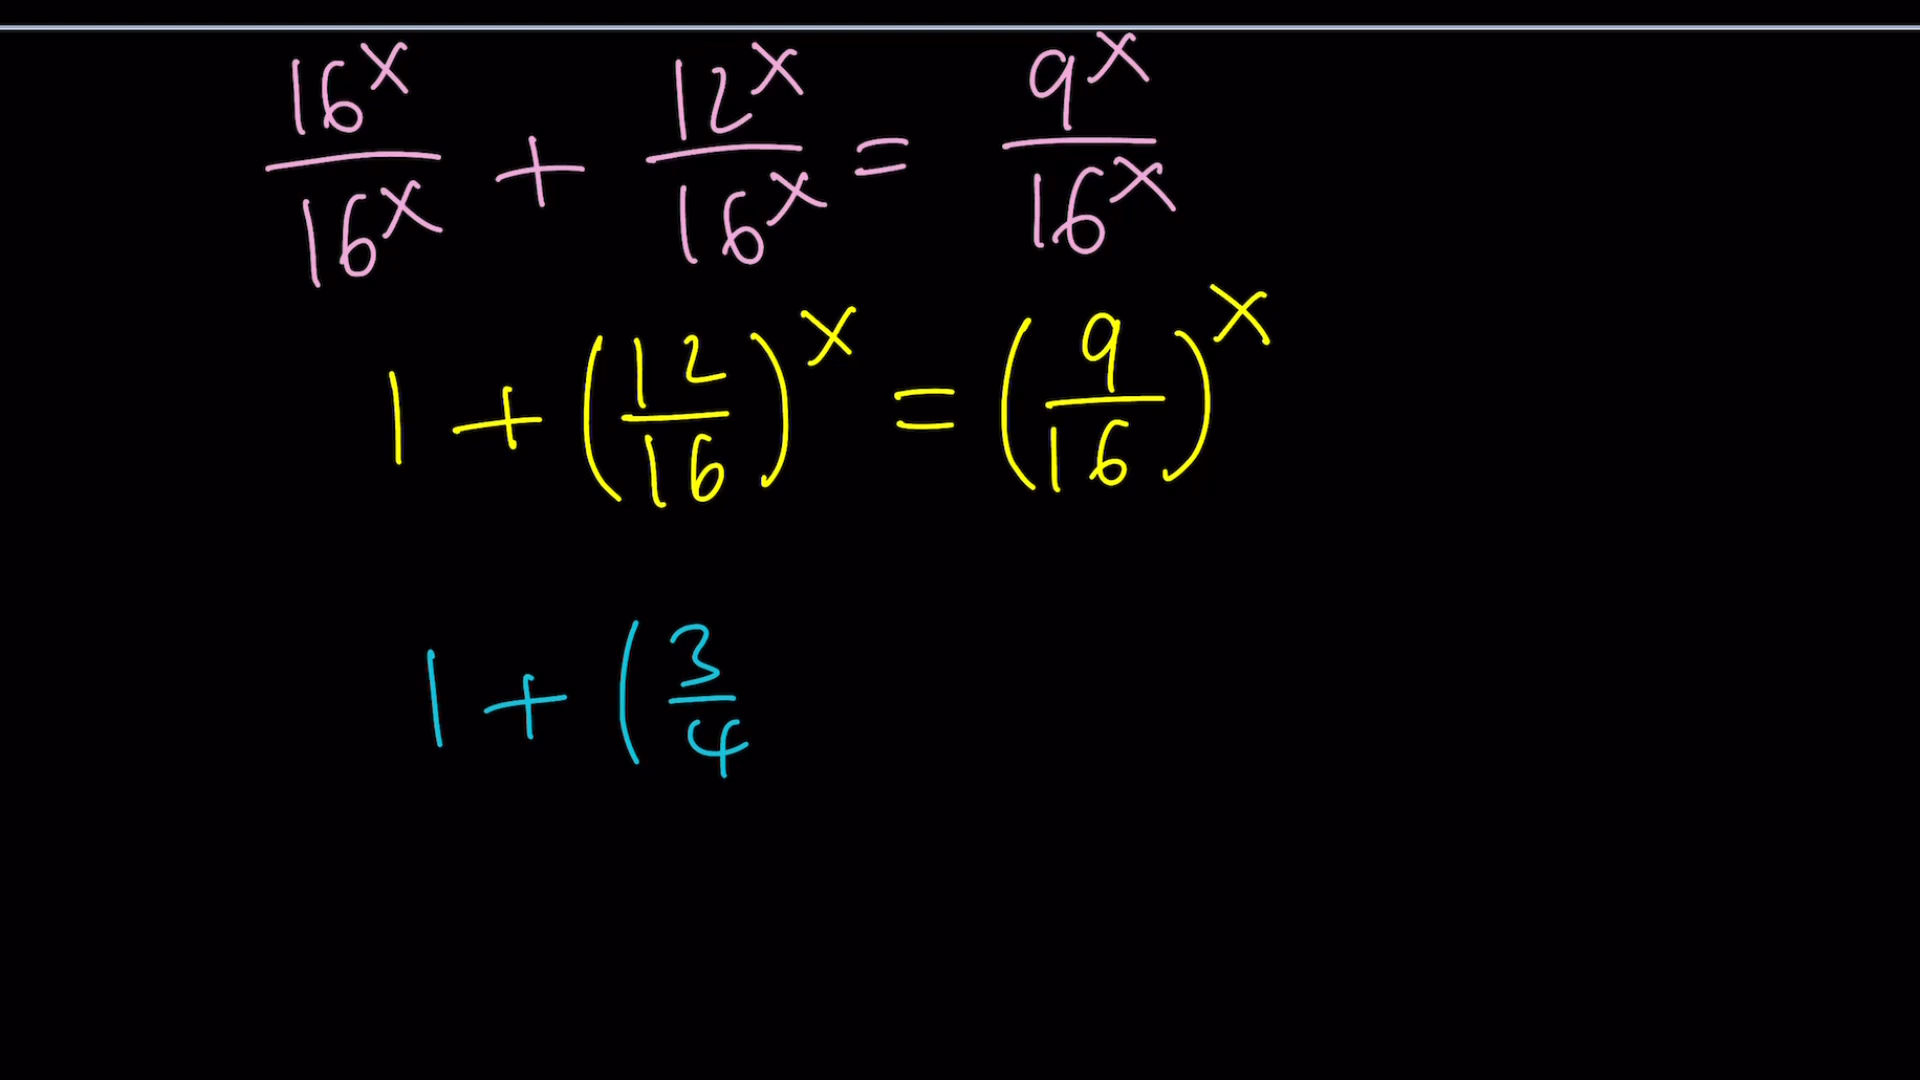 16^x/16^x + 12^x/16^x = 9^x/16^x
1 + (12/16)^x = (9/16)^x
1 + (3/4